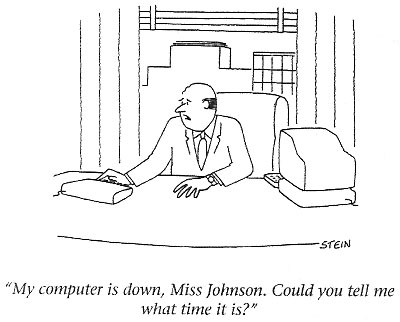 STEIN
“My computer is down, Miss Johnson. Could you tell me
what time it is?”